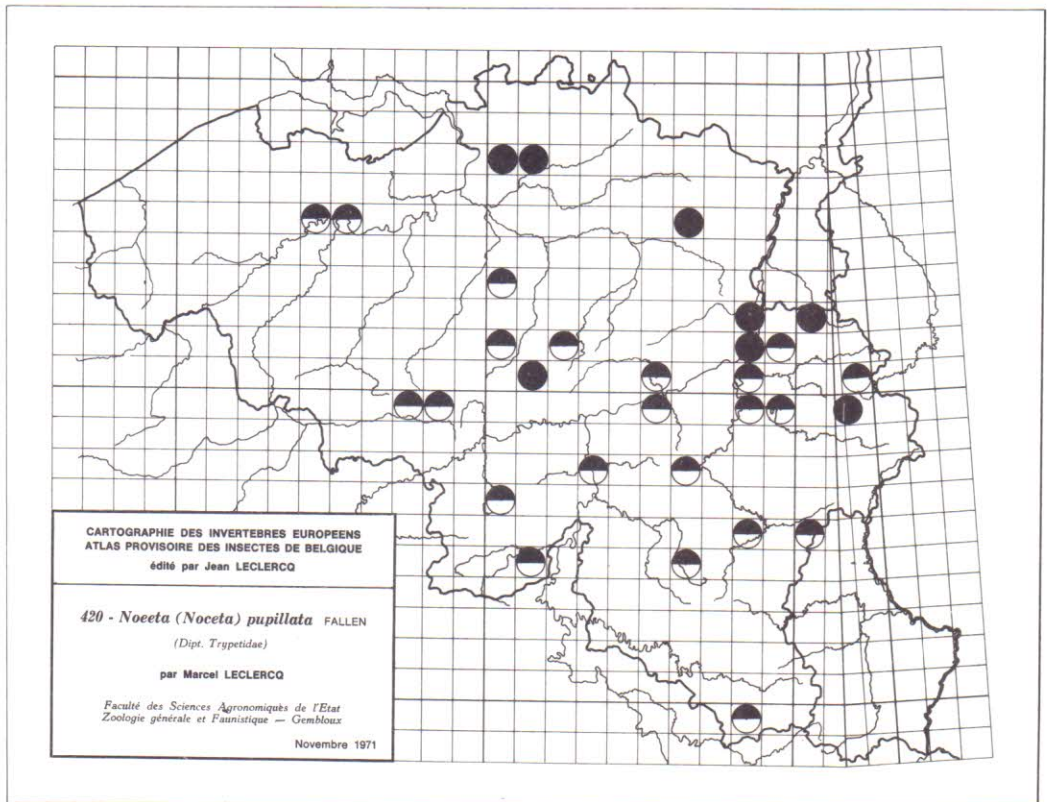 CARTOGRAPHIE DES INVERTEBRES EUROPEENS
ATLAS PROVISOIRE DES INSECTES DE BELGIQUE
édité par Jean LECLERCQ
420 - Noeeta (Noceta) pupillata FALLEN
(Dipt. Trypetidae)
par Marcel LECLERCQ
Faculté des Sciences Agronomiques de l'Etat
Zoologie générale et Faunistique — Gembloux
Novembre 1971